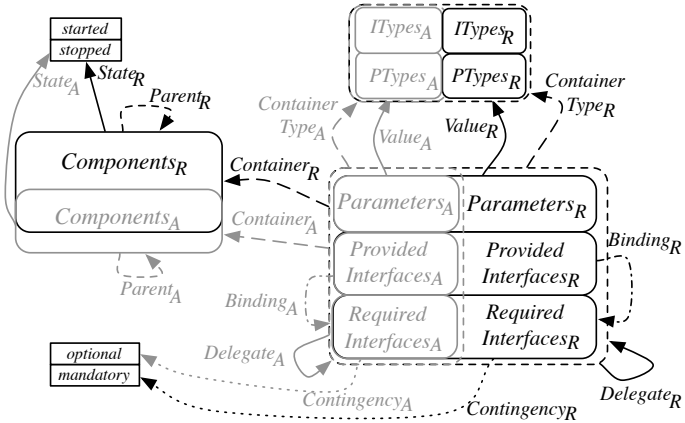 started
stopped
State_A
State_R
Parent_R
Components_R
Components_A
Parent_A
Container_R
Container_A
ITypes_A
ITypes_R
PTypes_A
PTypes_R
Container
Type_A
Value_A
Value_R
Container
Type_R
Parameters_A
Parameters_R
Provided
Interfaces_A
Provided
Interfaces_R
Required
Interfaces_A
Required
Interfaces_R
Binding_A
Binding_R
Delegate_A
Delegate_R
optional
mandatory
Contingency_A
Contingency_R